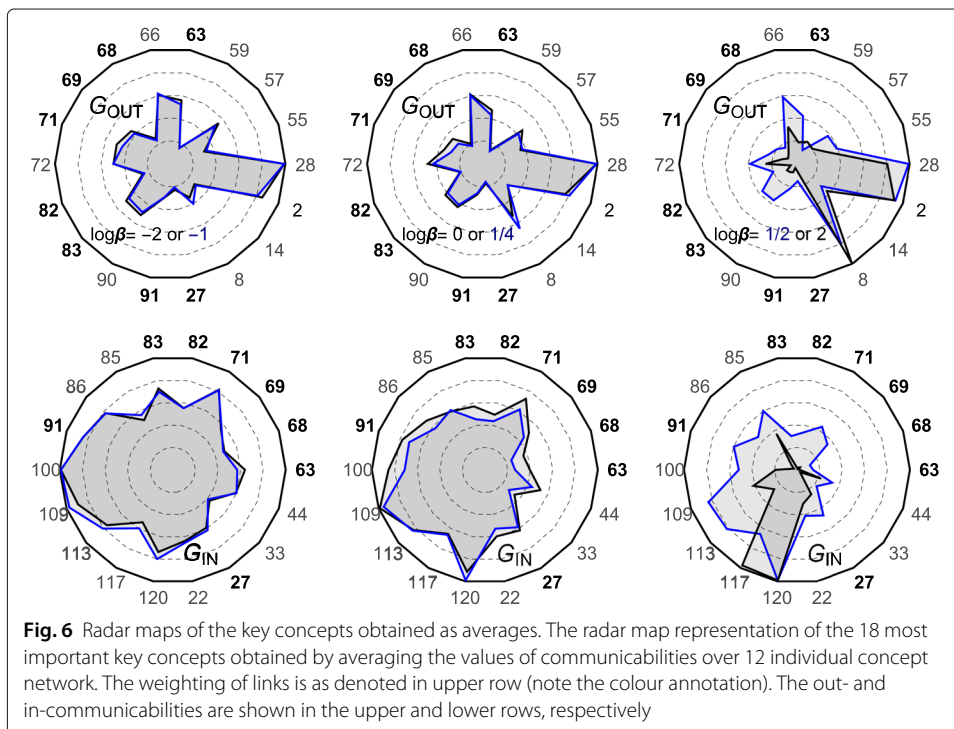 66 63 59 57 55 28 2 14 8 27 91 90 83 82 72 71 69 68
G_OUT
logβ= −2 or −1
66 63 59 57 55 28 2 14 8 27 91 90 83 82 72 71 69 68
G_OUT
logβ= 0 or 1/4
66 63 59 57 55 28 2 14 8 27 91 90 83 82 72 71 69 68
G_OUT
logβ= 1/2 or 2
83 82 71 69 68 63 44 33 27 22 120 117 113 109 100 91 86 85
G_IN
83 82 71 69 68 63 44 33 27 22 120 117 113 109 100 91 86 85
G_IN
83 82 71 69 68 63 44 33 27 22 120 117 113 109 100 91 86 85
G_IN
Fig. 6 Radar maps of the key concepts obtained as averages. The radar map representation of the 18 most
important key concepts obtained by averaging the values of communicabilities over 12 individual concept
network. The weighting of links is as denoted in upper row (note the colour annotation). The out- and
in-communicabilities are shown in the upper and lower rows, respectively